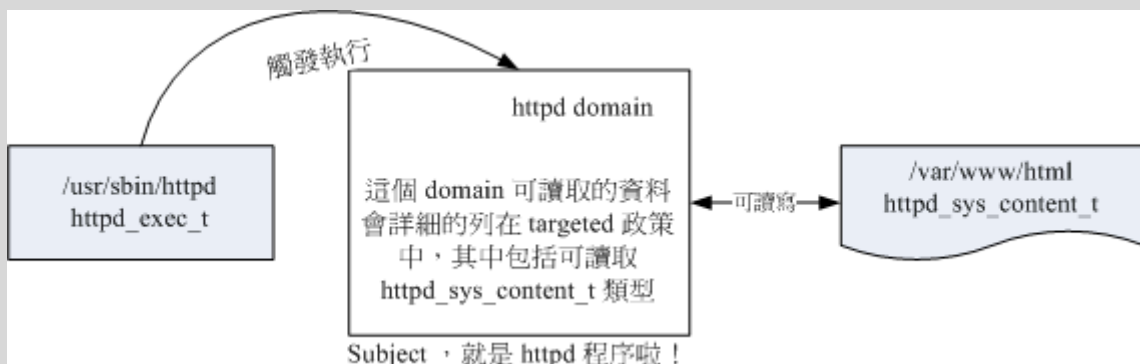 觸發執行
/usr/sbin/httpd
httpd_exec_t
httpd domain
這個 domain 可讀取的資料
會詳細的列在 targeted 政策
中，其中包括可讀取
httpd_sys_content_t 類型
可讀寫
/var/www/html
httpd_sys_content_t
Subject ，就是 httpd 程序啦！